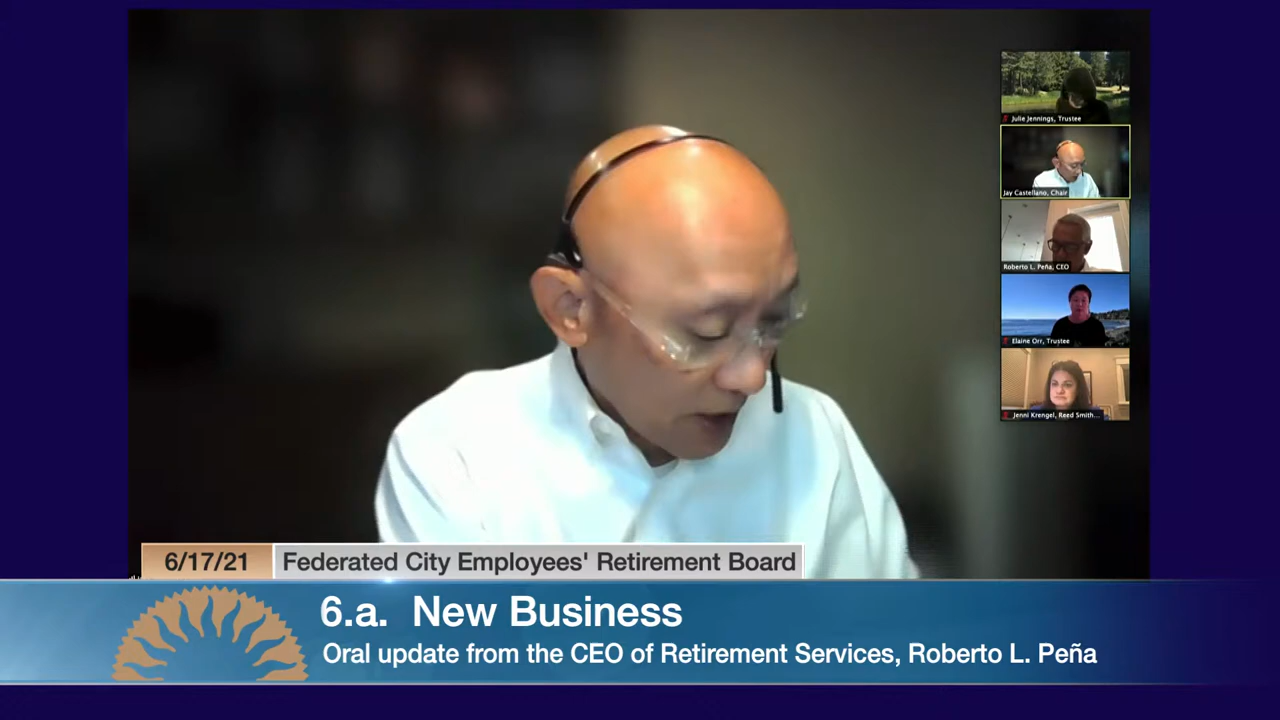 Julie Jennings, Trustee
Jay Castellano, Chair
Roberto L. Peña, CEO
Elaine Orr, Trustee
Jenni Krengel, Reed Smith...
6/17/21
Federated City Employees' Retirement Board
6.a. New Business
Oral update from the CEO of Retirement Services, Roberto L. Peña